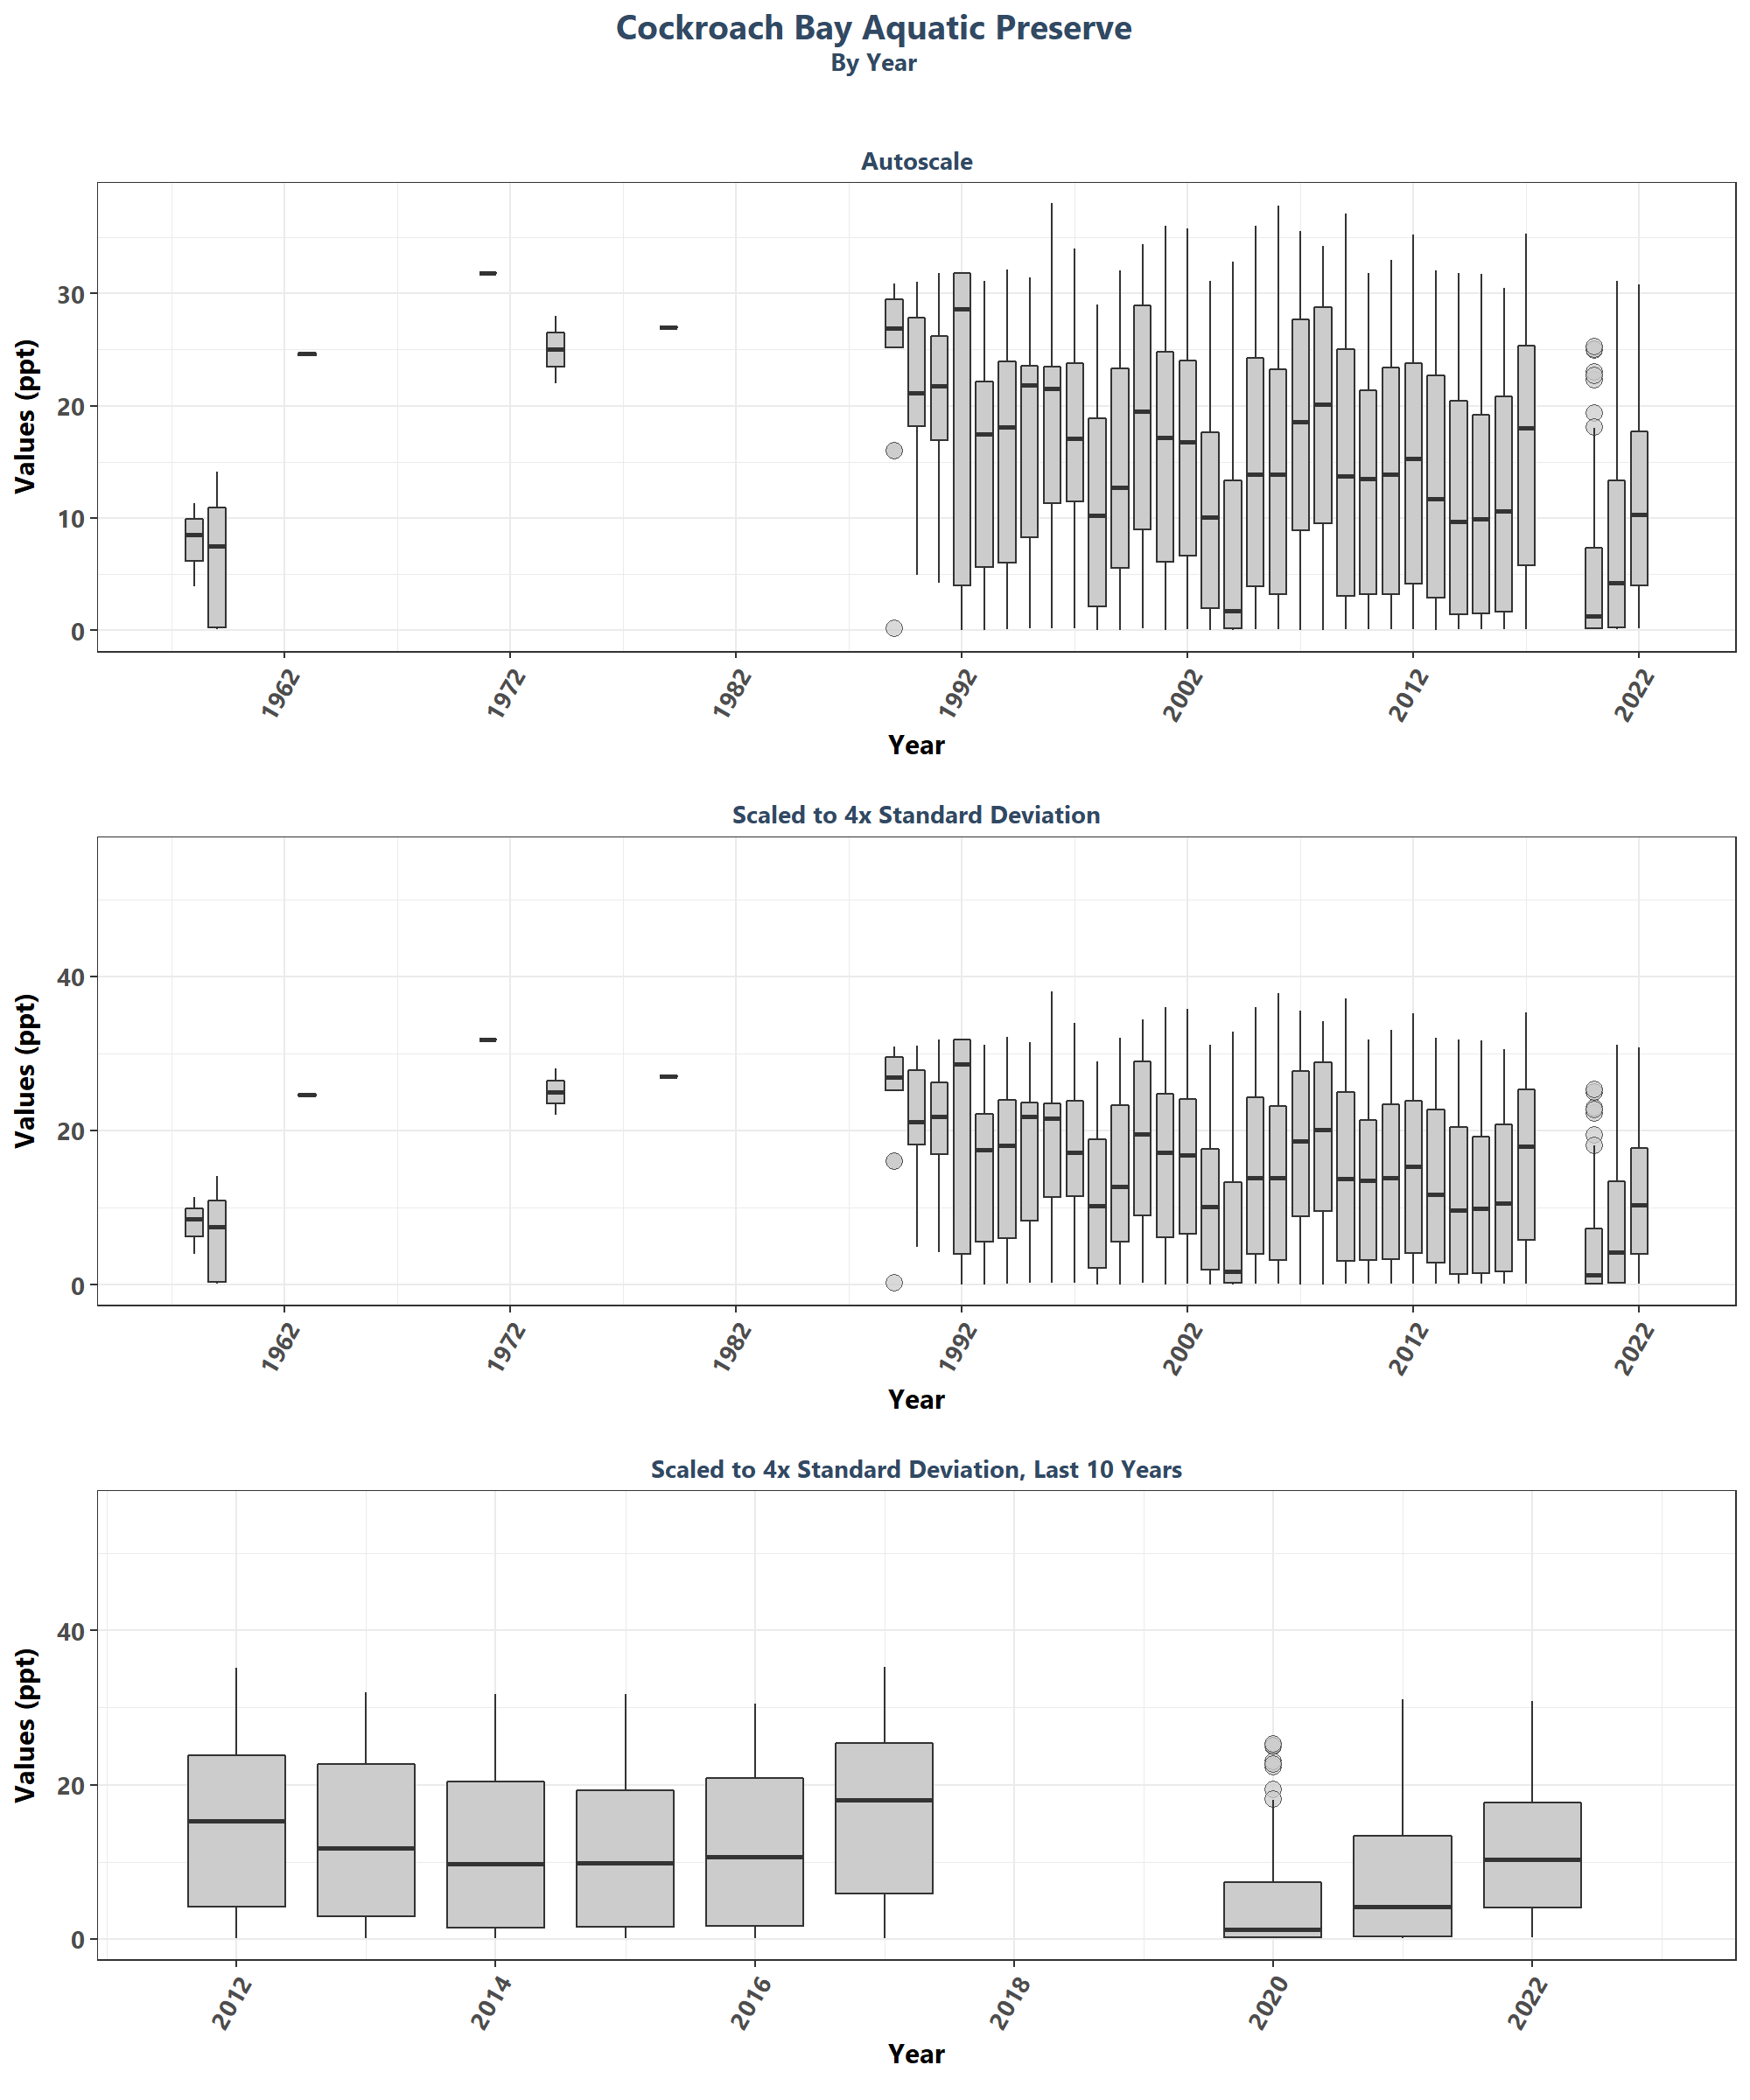 Cockroach Bay Aquatic Preserve
By Year
Autoscale
Values (ppt)
30
20
10
0
1962 1972 1982 1992 2002 2012 2022
Year
Scaled to 4x Standard Deviation
Values (ppt)
40
20
0
1962 1972 1982 1992 2002 2012 2022
Year
Scaled to 4x Standard Deviation, Last 10 Years
Values (ppt)
40
20
0
2012 2014 2016 2018 2020 2022
Year